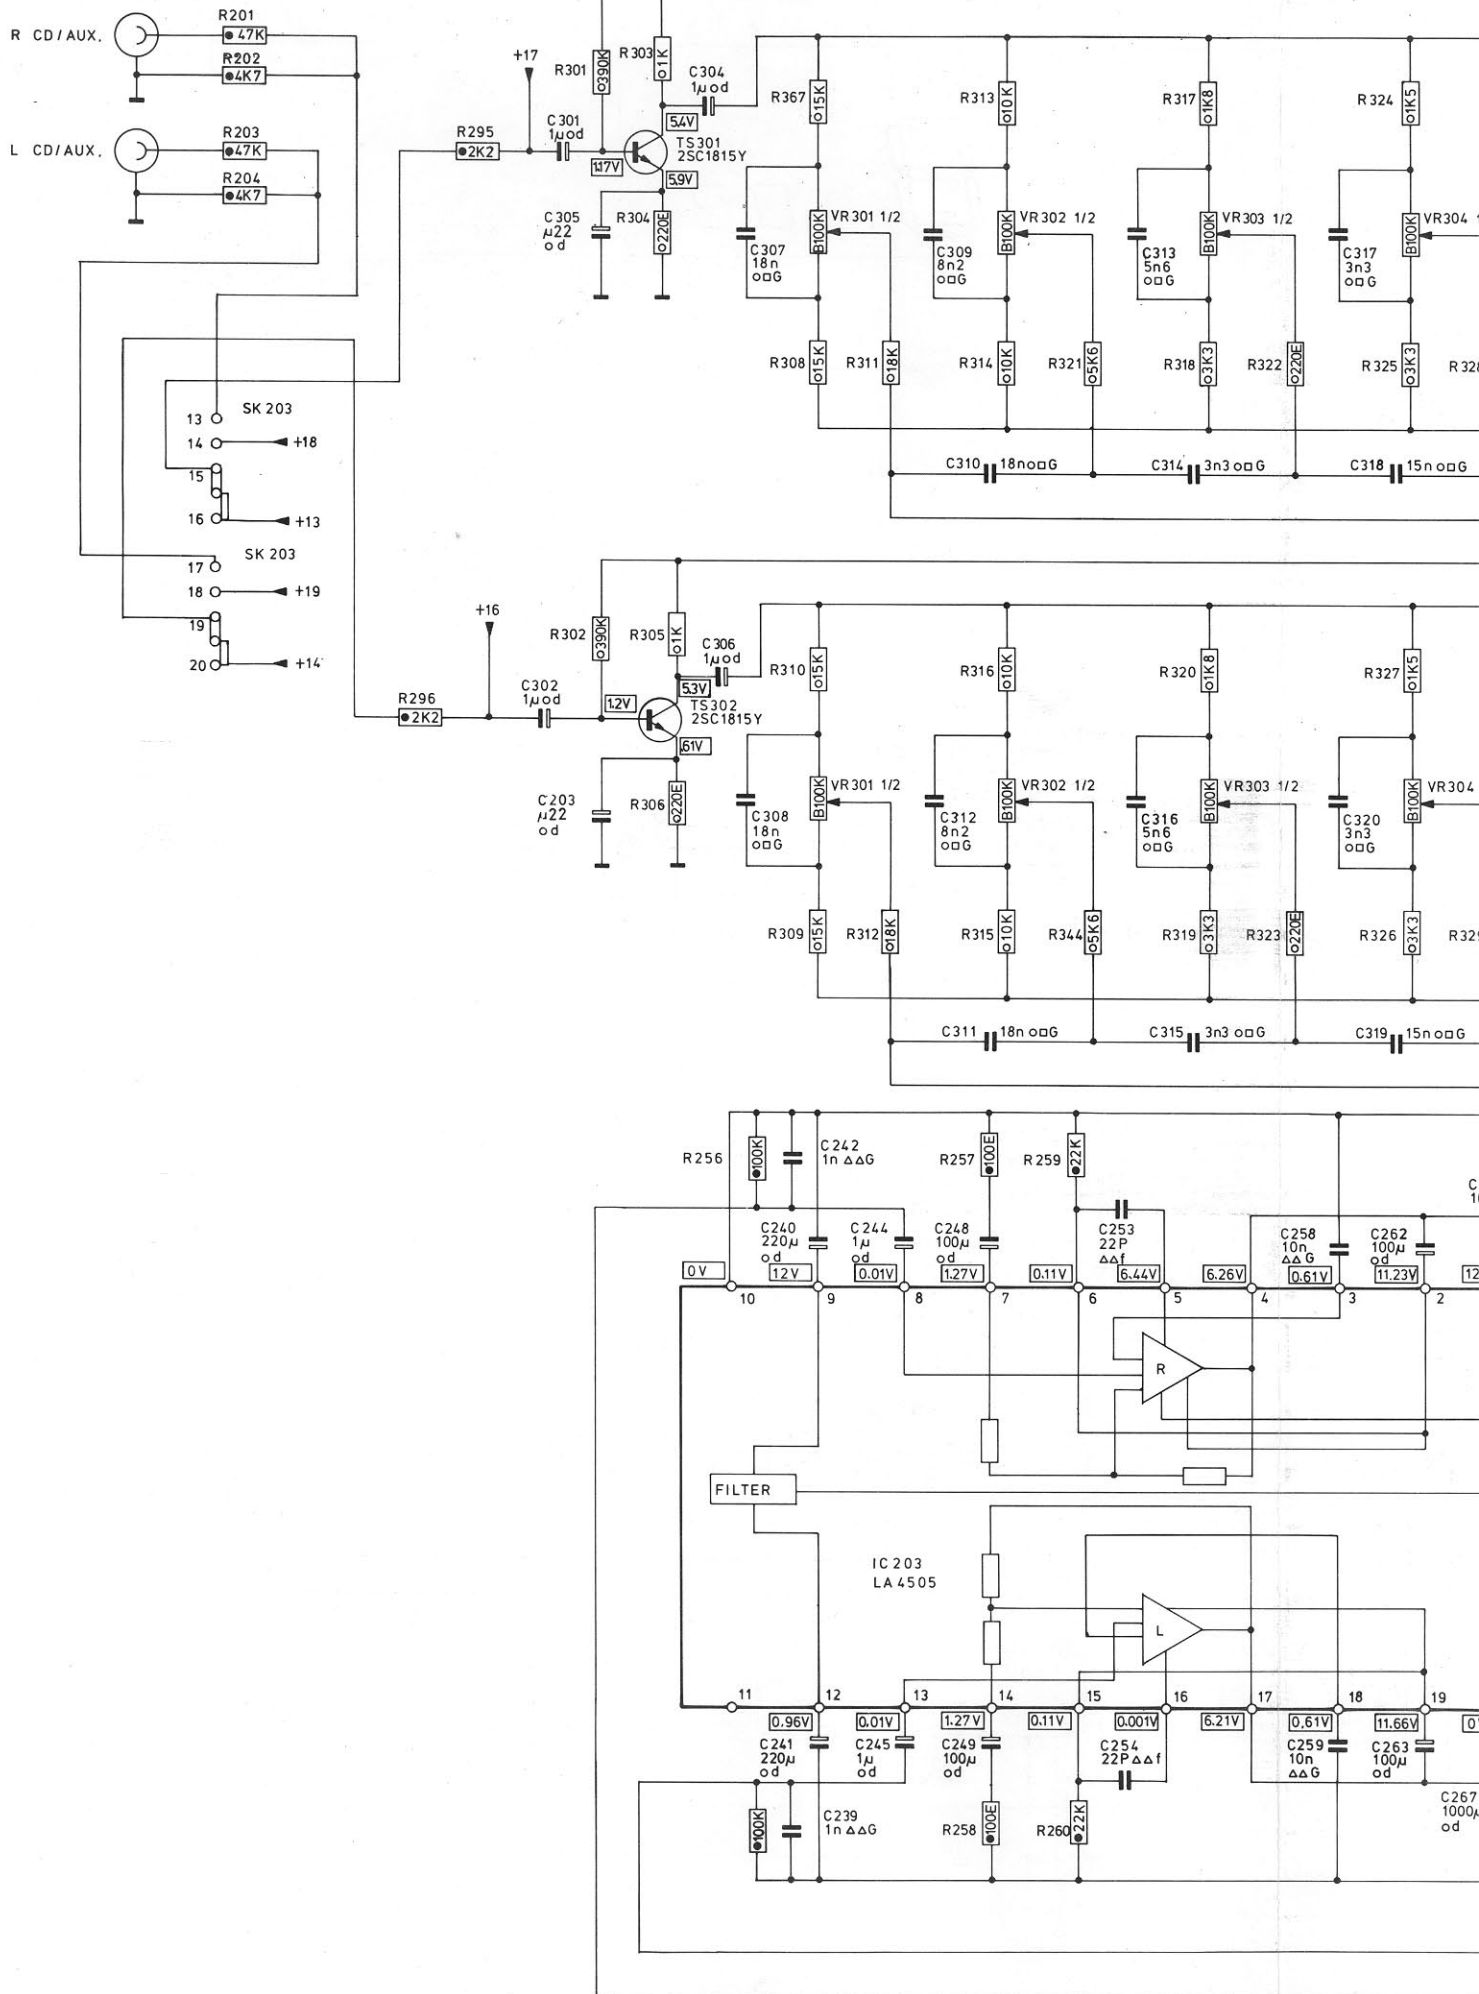 R201
R CD/AUX.
47K
R202
4K7
R203
L CD/AUX.
47K
R204
4K7
SK 203
13
14
+18
15
16
+13
SK 203
17
18
+19
19
20
+14
R295
2K2
+17
C301
1µod
R301
390K
R303
1K
C304
1µod
5.4V
TS301
2SC1815Y
1.17V
5.9V
C305
µ22
od
R304
220E
R367
15K
VR301 1/2
B100K
C307
18n
o□G
R308
15K
R311
18K
R313
10K
VR302 1/2
B100K
C309
8n2
o□G
R314
10K
R321
5K6
R317
1K8
VR303 1/2
B100K
C313
5n6
o□G
R318
3K3
R322
220E
R324
1K5
VR304 1
B100K
C317
3n3
o□G
R325
3K3
R328
C310
18no□G
C314
3n3 o□G
C318
15n o□G
R296
2K2
+16
C302
1µod
R302
390K
R305
1K
C306
1µod
5.3V
TS302
2SC1815Y
1.2V
.61V
C203
µ22
od
R306
220E
R310
15K
VR301 1/2
B100K
C308
18n
o□G
R309
15K
R312
18K
R316
10K
VR302 1/2
B100K
C312
8n2
o□G
R315
10K
R344
5K6
R320
1K8
VR303 1/2
B100K
C316
5n6
o□G
R319
3K3
R323
220E
R327
1K5
VR304
B100K
C320
3n3
o□G
R326
3K3
R329
C311
18n o□G
C315
3n3 o□G
C319
15n o□G
R256
100K
C242
1n △△G
R257
100E
R259
22K
C240
220µ
od
C244
1µ
od
C248
100µ
od
C253
22P
△△f
C258
10n
△△G
C262
100µ
od
0V
12V
0.01V
1.27V
0.11V
6.44V
6.26V
0.61V
11.23V
12
10
9
8
7
6
5
4
3
2
R
FILTER
IC203
LA4505
L
11
12
13
14
15
16
17
18
19
0.96V
0.01V
1.27V
0.11V
0.001V
6.21V
0.61V
11.66V
C241
220µ
od
C245
1µ
od
C249
100µ
od
C254
22P△△f
C259
10n
△△G
C263
100µ
od
100K
C239
1n △△G
R258
100E
R260
22K
C267
1000µ
od